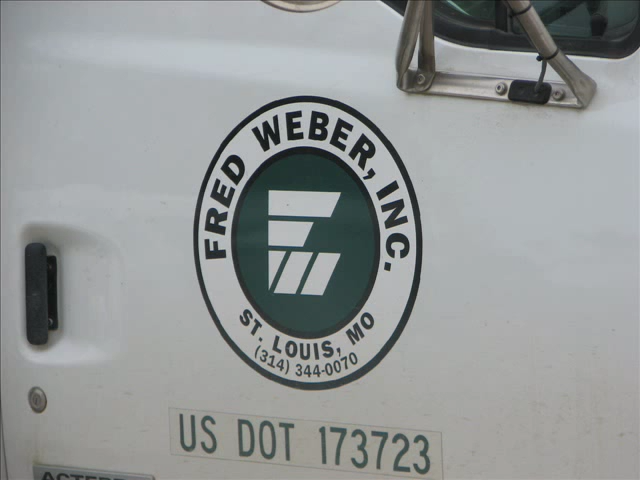 FRED WEBER, INC.
ST. LOUIS, MO
(314) 344-0070
US DOT 173723